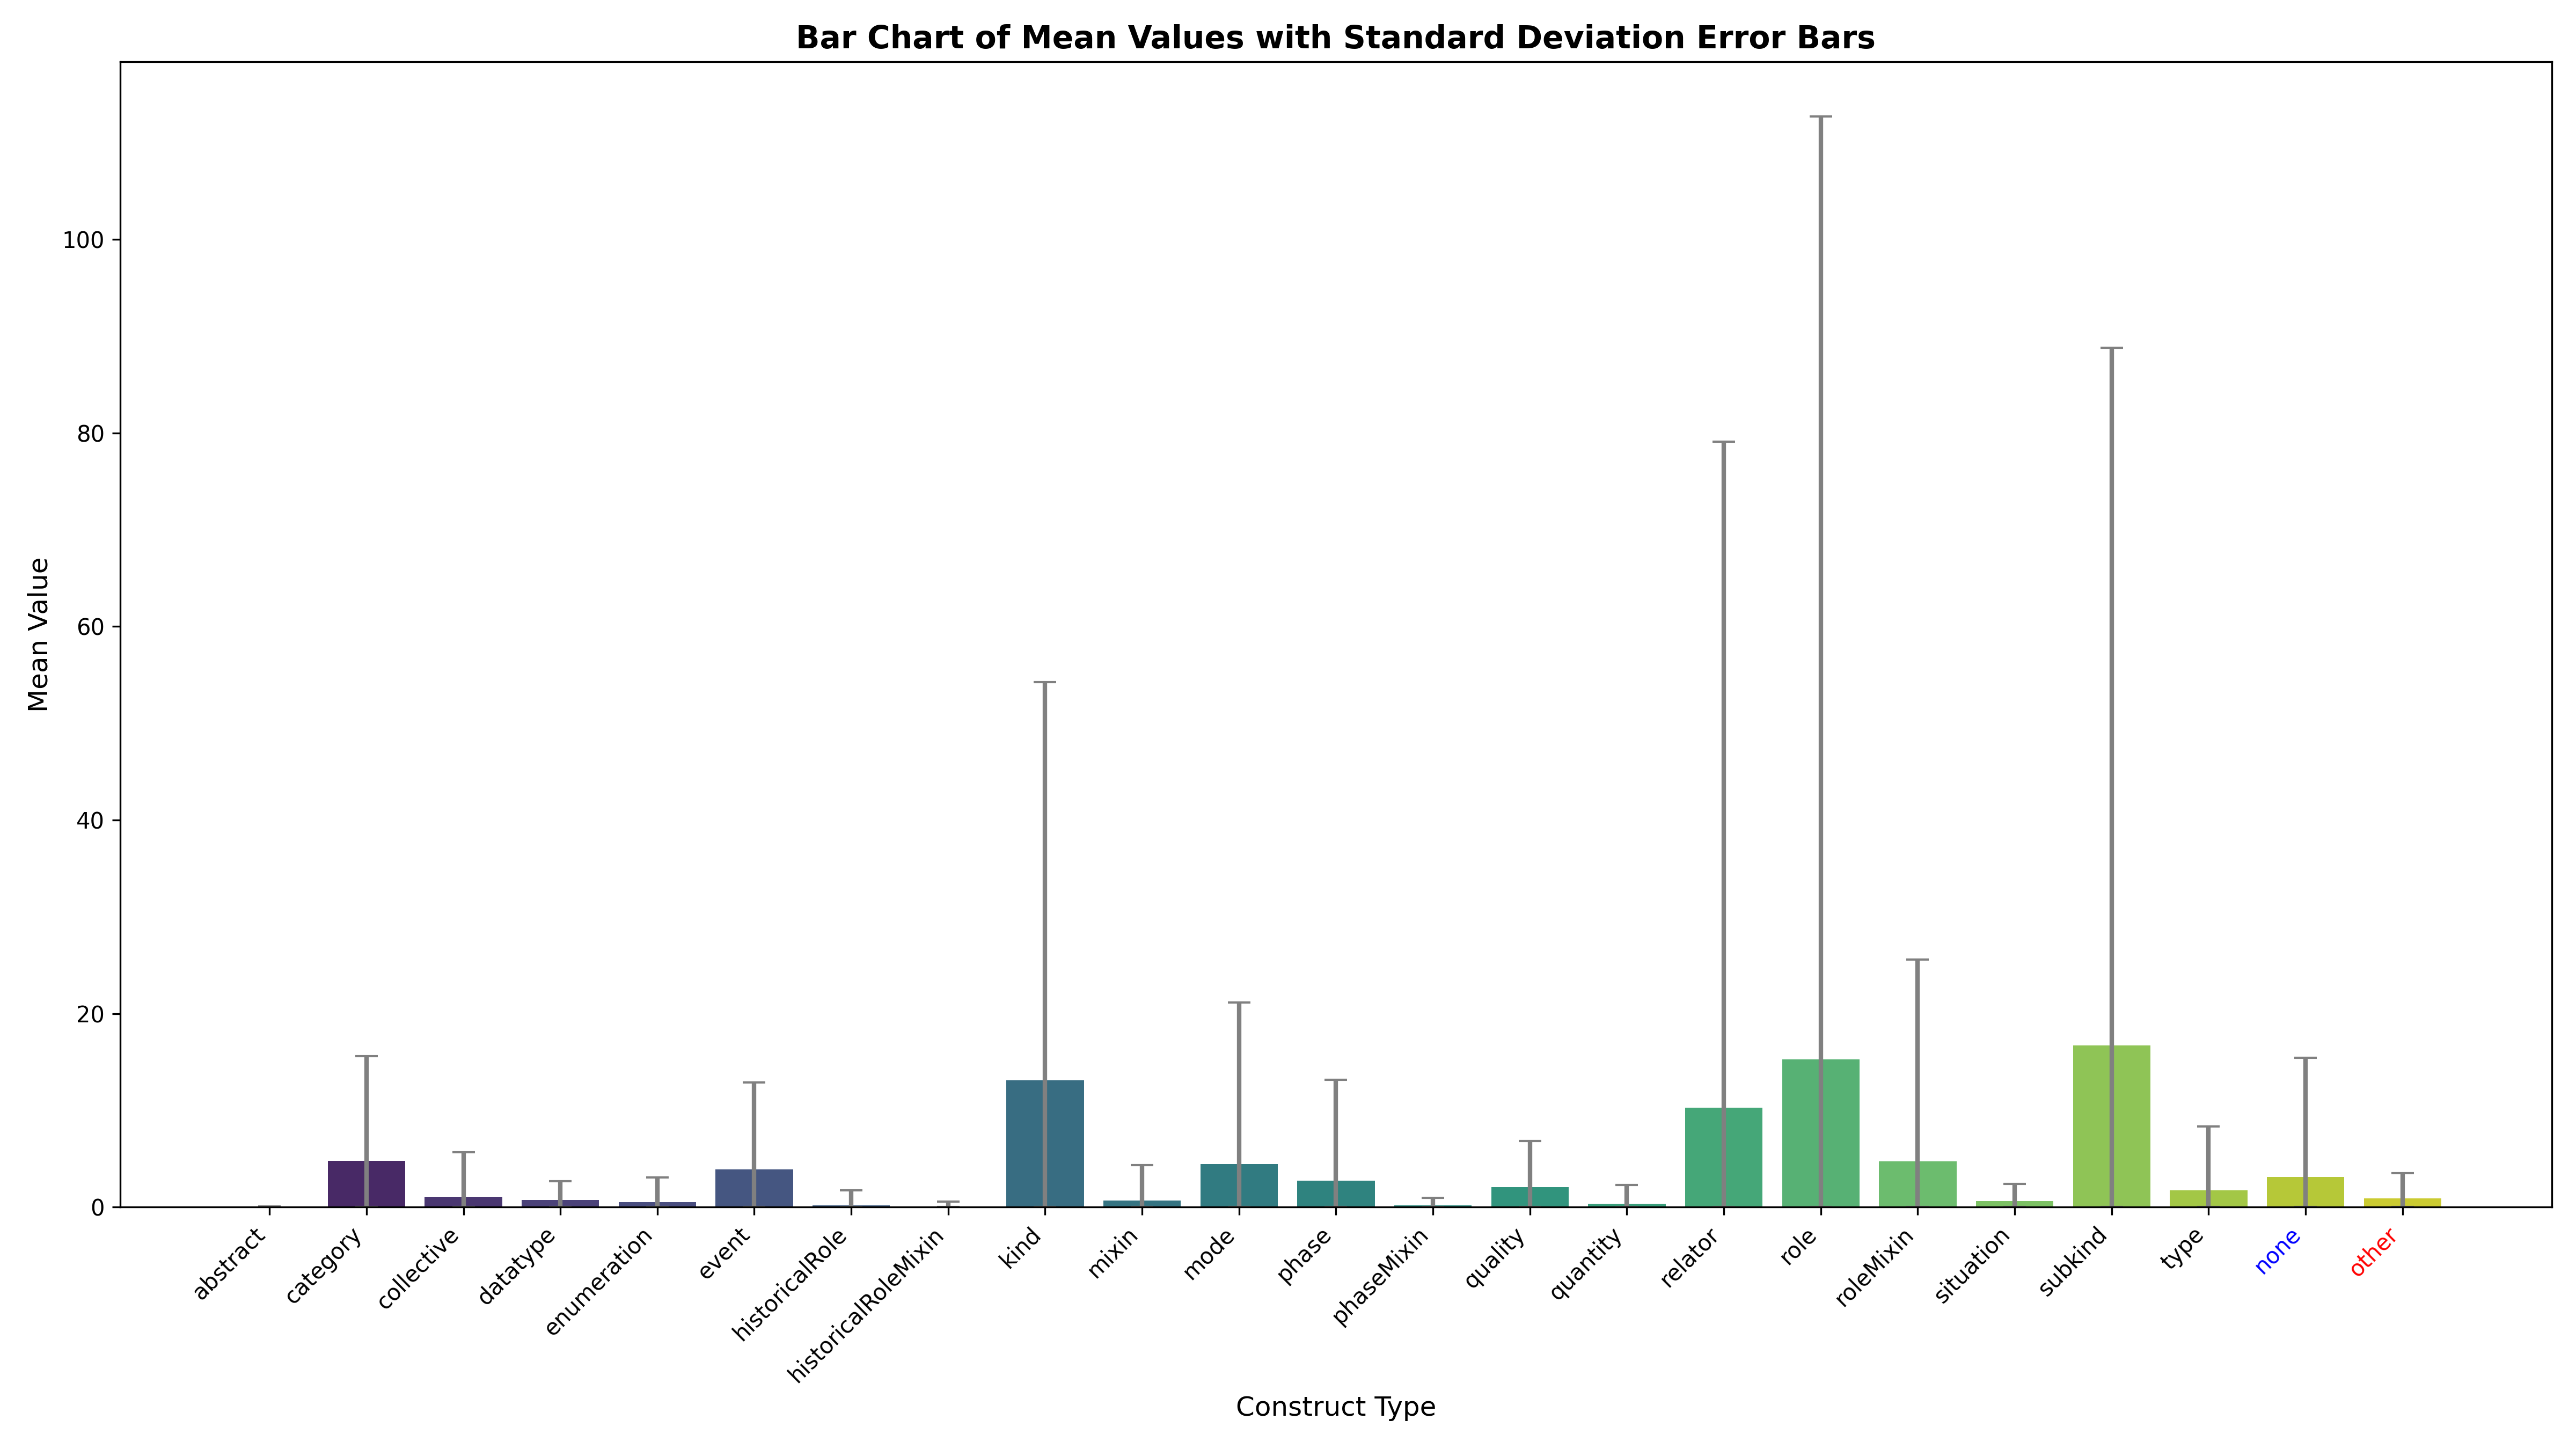 Bar Chart of Mean Values with Standard Deviation Error Bars
Mean Value
100
80
60
40
20
0
abstract
category
collective
datatype
enumeration
event
historicalRole
historicalRoleMixin
kind
mixin
mode
phase
phaseMixin
quality
quantity
relator
role
roleMixin
situation
subkind
type
none
other
Construct Type